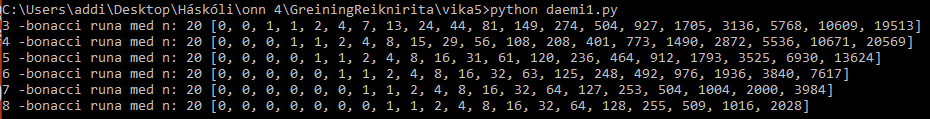 C:\Users\addi\Desktop\Háskóli\onn 4\GreiningReiknirita\vika5>python daemi1.py
3 -bonacci runa med n: 20 [0, 0, 1, 1, 2, 4, 7, 13, 24, 44, 81, 149, 274, 504, 927, 1705, 3136, 5768, 10609, 19513]
4 -bonacci runa med n: 20 [0, 0, 0, 1, 1, 2, 4, 8, 15, 29, 56, 108, 208, 401, 773, 1490, 2872, 5536, 10671, 20569]
5 -bonacci runa med n: 20 [0, 0, 0, 0, 1, 1, 2, 4, 8, 16, 31, 61, 120, 236, 464, 912, 1793, 3525, 6930, 13624]
6 -bonacci runa med n: 20 [0, 0, 0, 0, 0, 1, 1, 2, 4, 8, 16, 32, 63, 125, 248, 492, 976, 1936, 3840, 7617]
7 -bonacci runa med n: 20 [0, 0, 0, 0, 0, 0, 1, 1, 2, 4, 8, 16, 32, 64, 127, 253, 504, 1004, 2000, 3984]
8 -bonacci runa med n: 20 [0, 0, 0, 0, 0, 0, 0, 1, 1, 2, 4, 8, 16, 32, 64, 128, 255, 509, 1016, 2028]